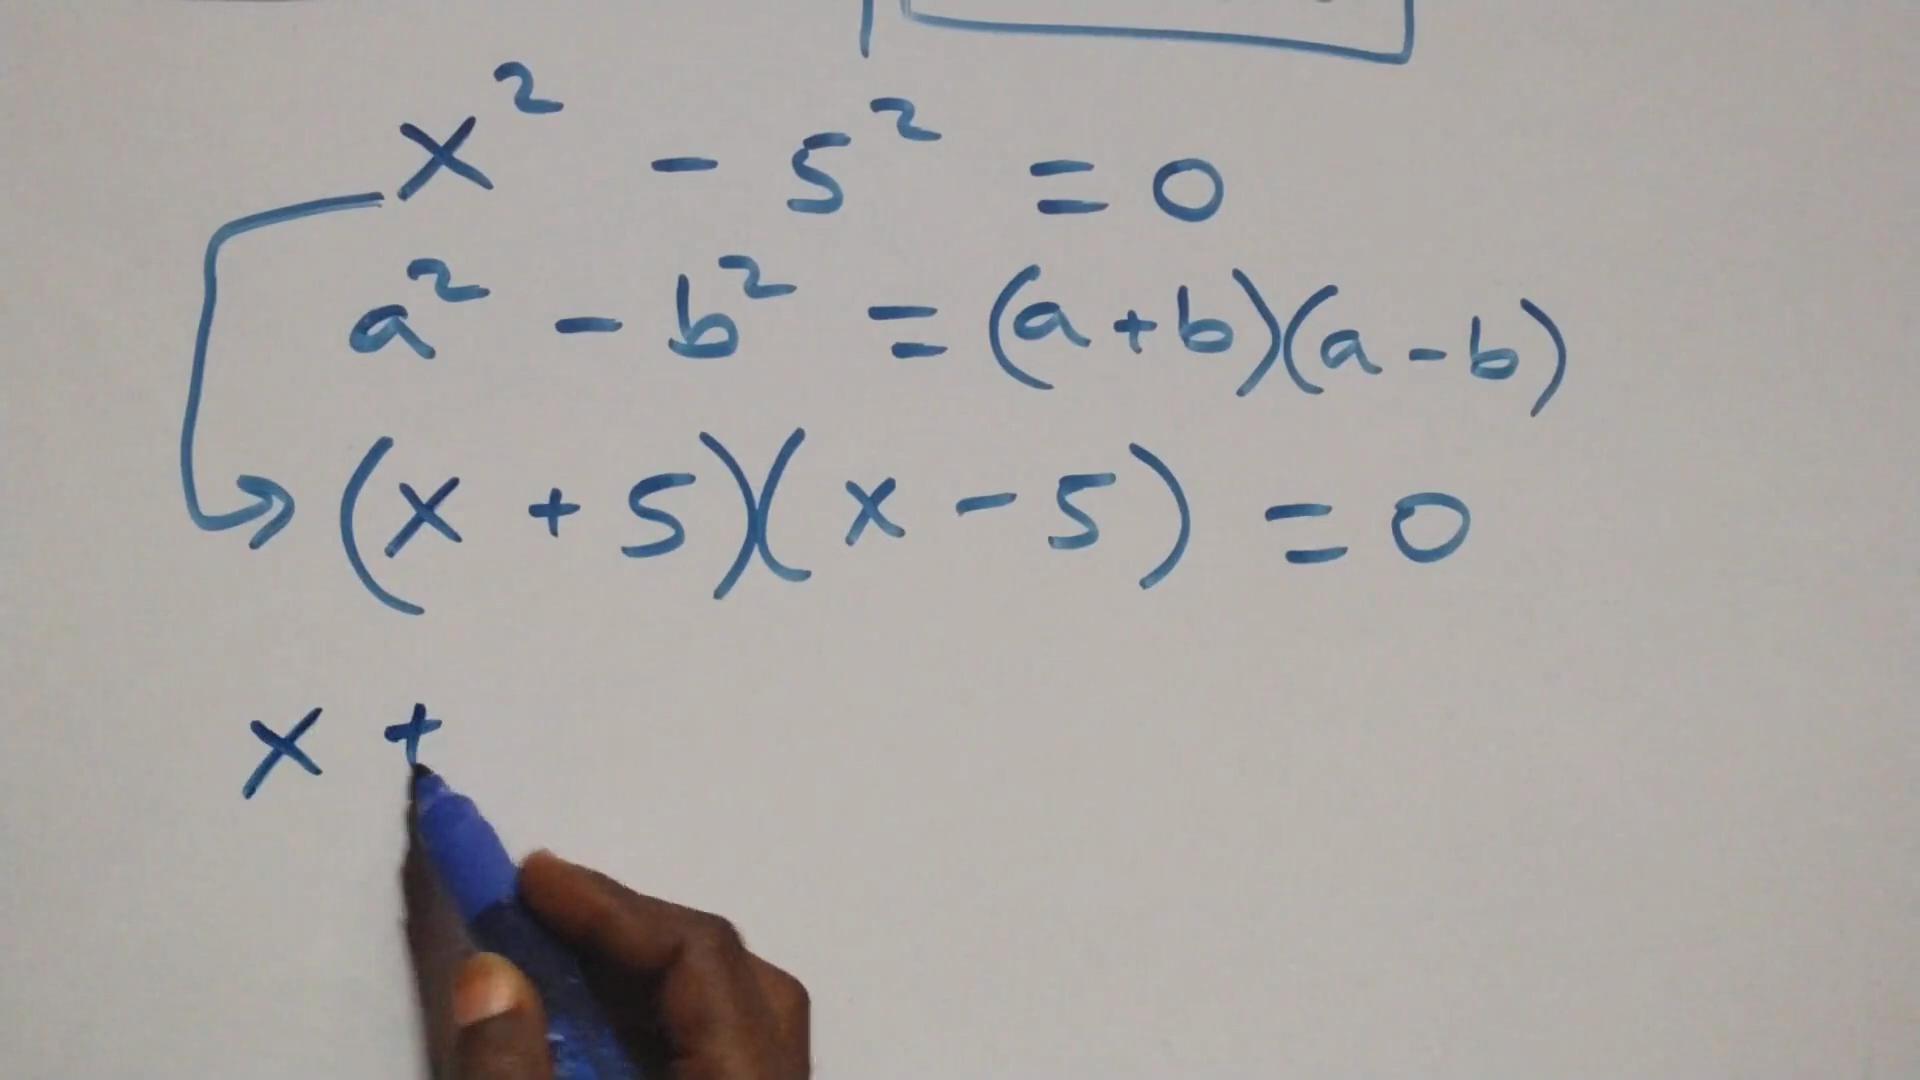 x² - 5² = 0
a² - b² = (a+b)(a-b)
(x + 5)(x - 5) = 0
x +